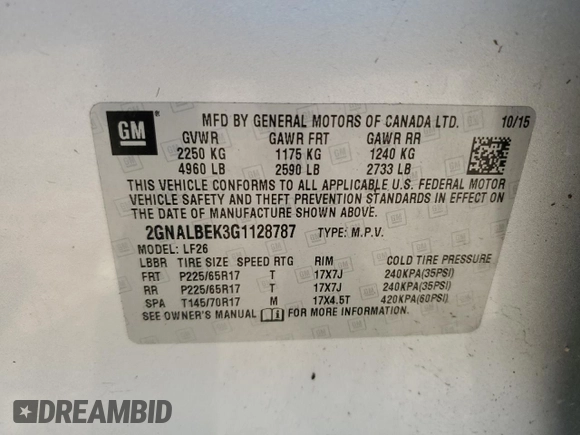 GM
MFD BY GENERAL MOTORS OF CANADA LTD. 10/15
GVWR GAWR FRT GAWR RR
2250 KG 1175 KG 1240 KG
4960 LB 2590 LB 2733 LB
THIS VEHICLE CONFORMS TO ALL APPLICABLE U.S. FEDERAL MOTOR
VEHICLE SAFETY AND THEFT PREVENTION STANDARDS IN EFFECT ON
THE DATE OF MANUFACTURE SHOWN ABOVE.
2GNALBEK3G1128787 TYPE: M.P.V.
MODEL: LF26
LBBR TIRE SIZE SPEED RTG RIM COLD TIRE PRESSURE
FRT P225/65R17 T 17X7J 240KPA(35PSI)
RR P225/65R17 T 17X7J 240KPA(35PSI)
SPA T145/70R17 M 17X4.5T 420KPA(60PSI)
SEE OWNER'S MANUAL FOR MORE INFORMATION.
DREAMBID